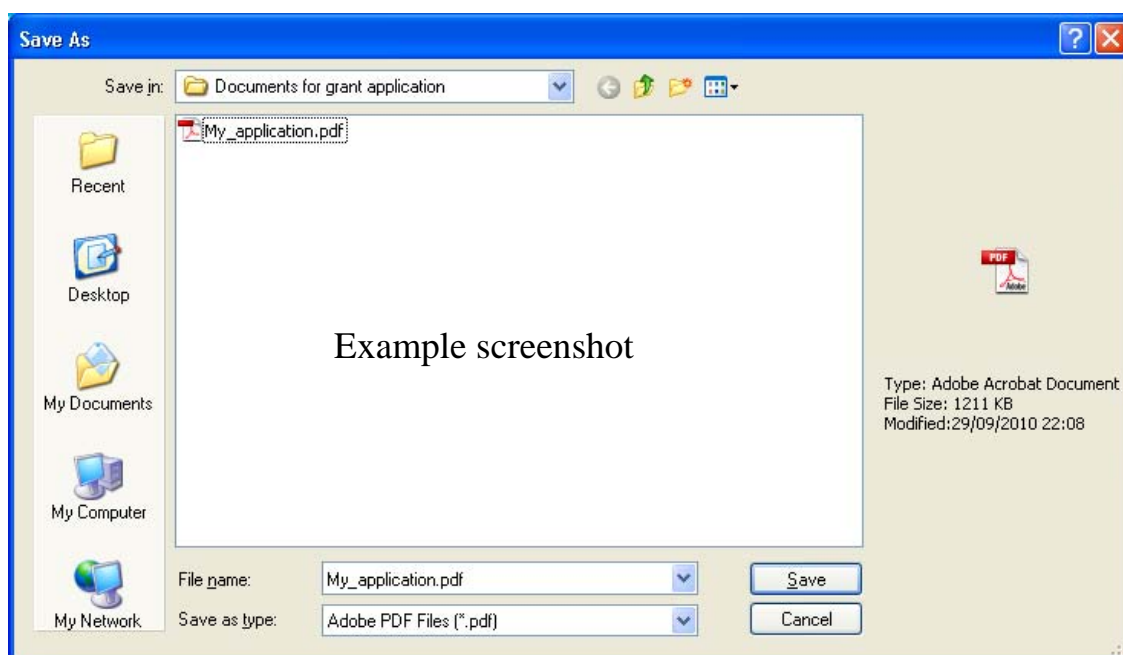 Save As
Save in:
Documents for grant application
My_application.pdf
Recent
Desktop
My Documents
My Computer
My Network
Example screenshot
PDF
Adobe
Type: Adobe Acrobat Document
File Size: 1211 KB
Modified:29/09/2010 22:08
File name:
My_application.pdf
Save
Save as type:
Adobe PDF Files (*.pdf)
Cancel